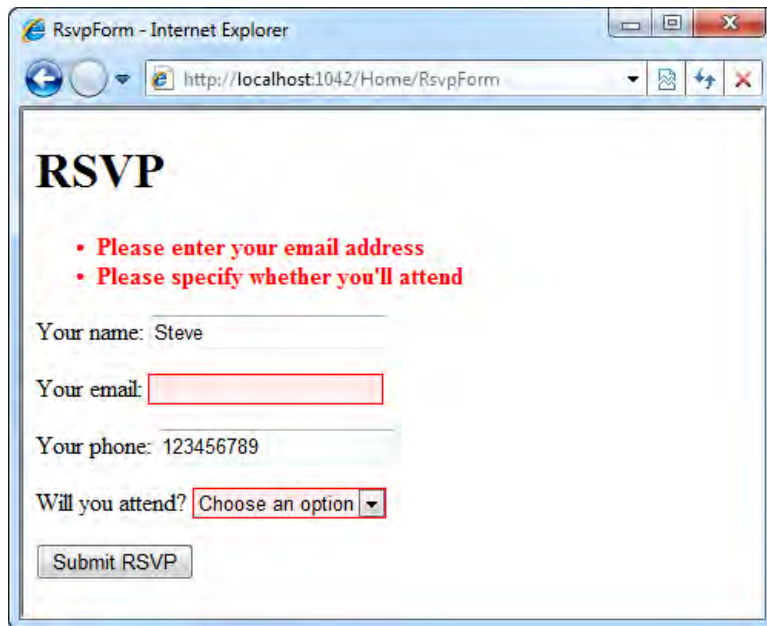 RsvpForm - Internet Explorer
http://localhost:1042/Home/RsvpForm
RSVP
• Please enter your email address
• Please specify whether you'll attend
Your name: Steve
Your email:
Your phone: 123456789
Will you attend? Choose an option
Submit RSVP